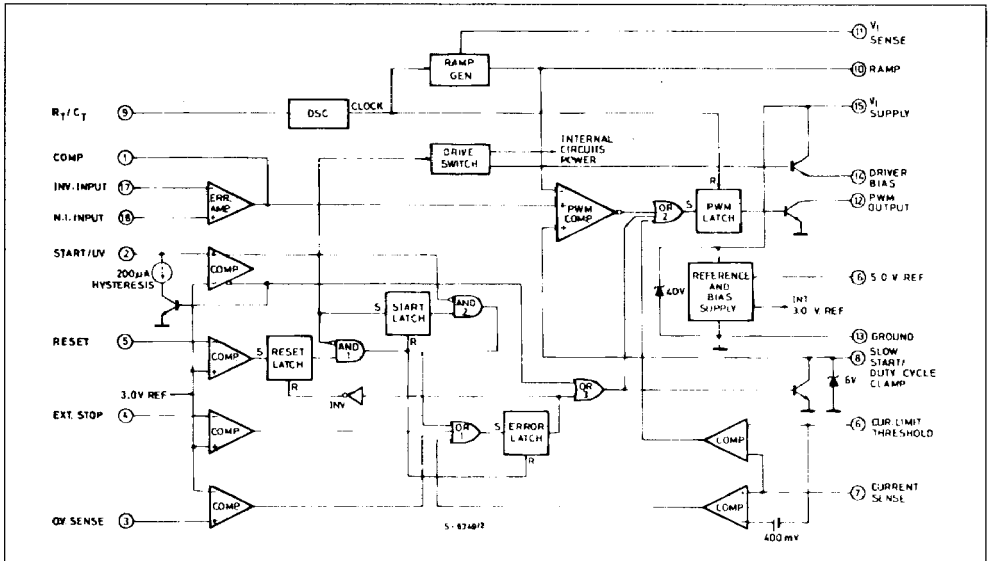 11 VI
SENSE
RAMP
GEN
10 RAMP
CLOCK
RT/CT 9
OSC
15 VI
SUPPLY
INTERNAL
CIRCUITS
POWER
DRIVE
SWITCH
COMP 1
14 DRIVER
BIAS
INV. INPUT 17
ERR.
AMP
N.I. INPUT 18
R
PWM
COMP
OR
2
S
PWM
LATCH
12 PWM
OUTPUT
START/UV 2
COMP
200µA
HYSTERESIS
40V
REFERENCE
AND
BIAS
SUPPLY
6 5.0 V REF
INT
3.0 V REF
S
START
LATCH
R
AND
2
13 GROUND
RESET 5
COMP
S
RESET
LATCH
R
AND
1
8 SLOW
START/
DUTY CYCLE
CLAMP
6V
3.0V REF
INV
OR
3
EXT. STOP 4
COMP
OR
1
S
ERROR
LATCH
R
COMP
6 CUR. LIMIT
THRESHOLD
OV. SENSE 3
COMP
COMP
7 CURRENT
SENSE
400 mV